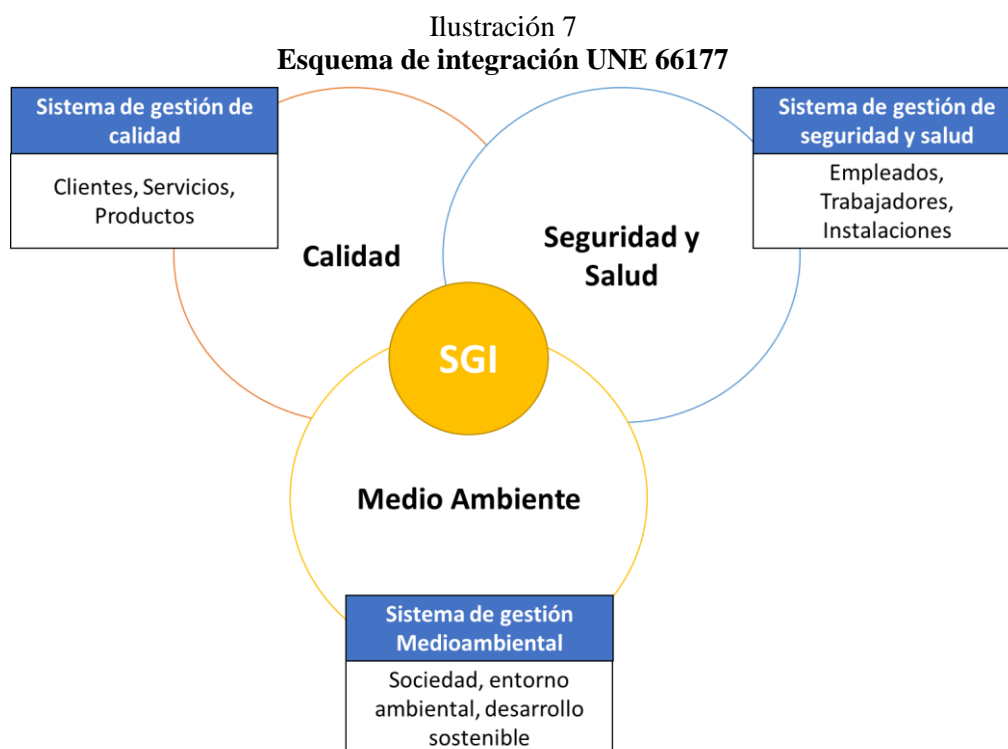 Ilustración 7
Esquema de integración UNE 66177
Sistema de gestión de
calidad
Clientes, Servicios,
Productos
Sistema de gestión de
seguridad y salud
Empleados,
Trabajadores,
Instalaciones
Calidad
Seguridad y
Salud
SGI
Medio Ambiente
Sistema de gestión
Medioambiental
Sociedad, entorno
ambiental, desarrollo
sostenible